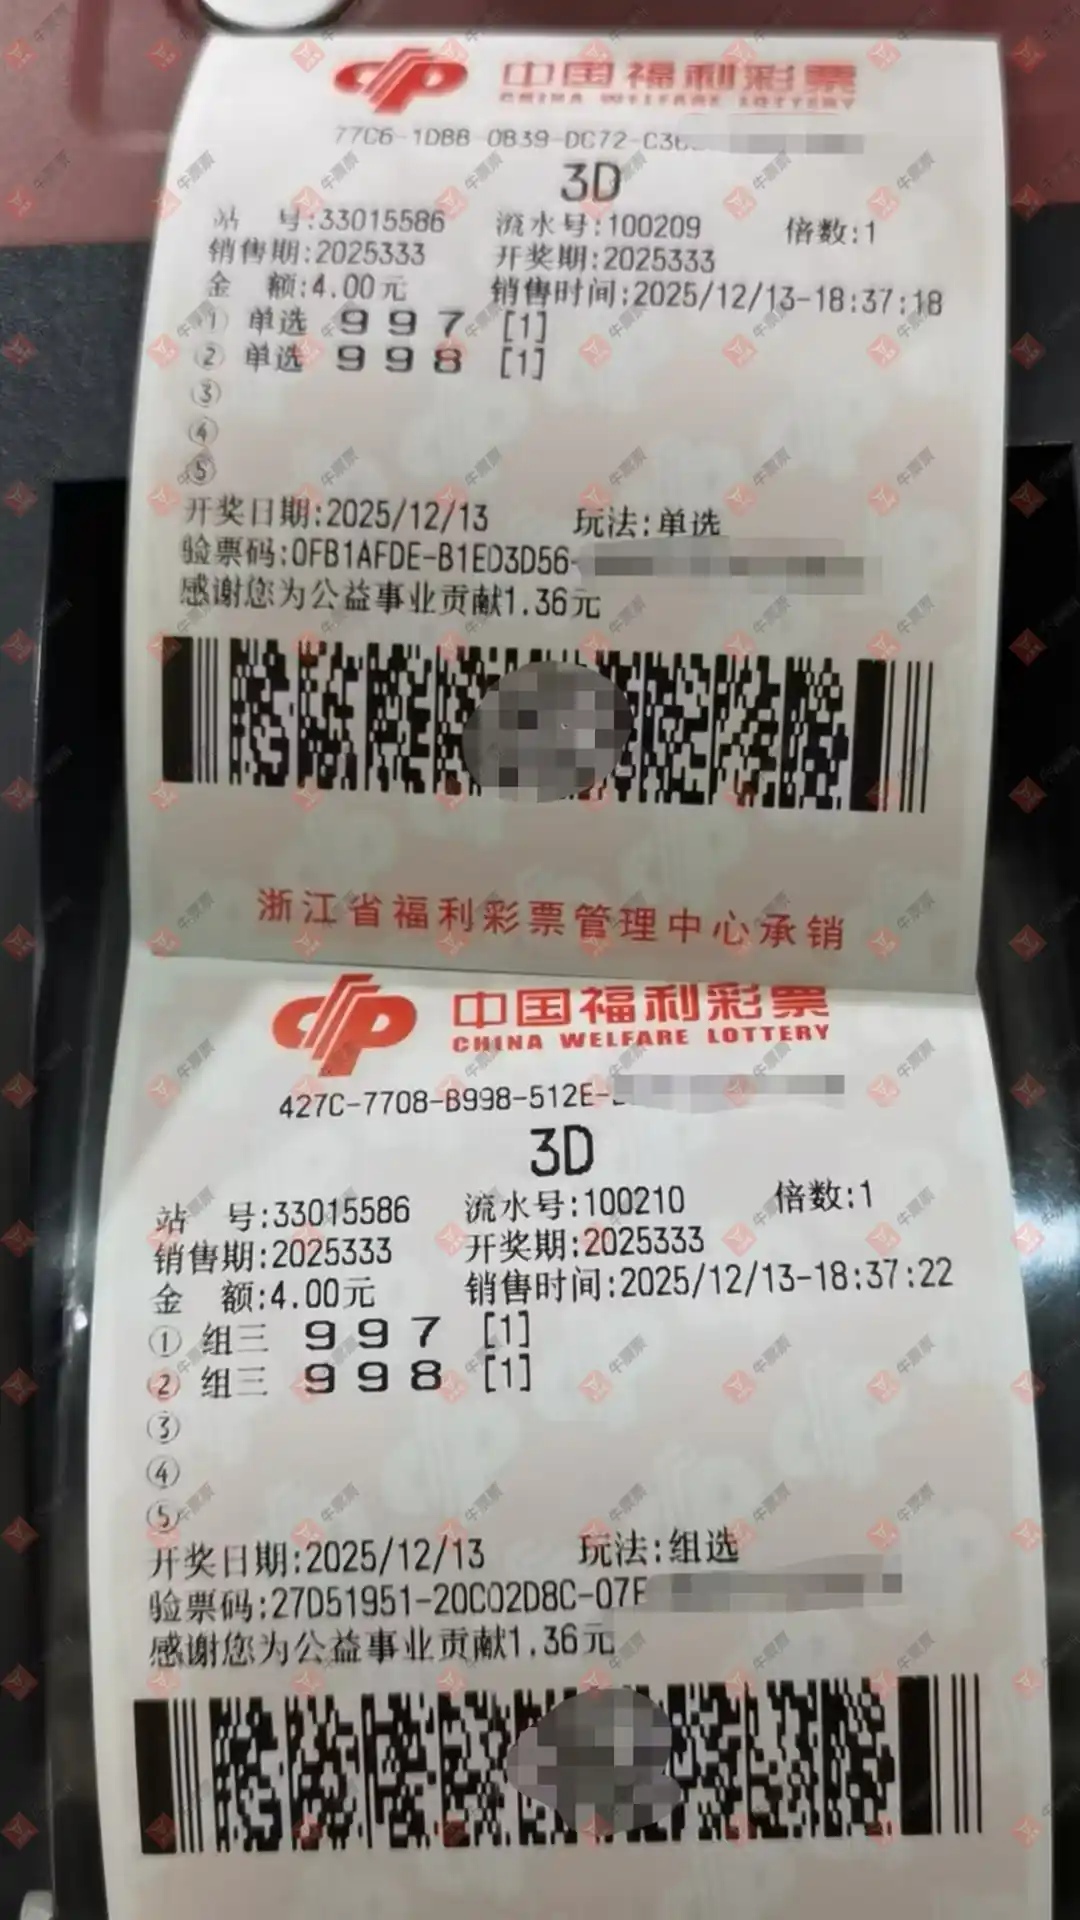 中国福利彩票
CHINA WELFARE LOTTERY
77C6-1DBB-0B39-DC72-C3
3D
站 号:33015586 流水号:100209 倍数:1
销售期:2025333 开奖期:2025333
金 额:4.00元 销售时间:2025/12/13-18:37:18
① 单选 9 9 7 [1]
② 单选 9 9 8 [1]
③
④
⑤
开奖日期:2025/12/13 玩法:单选
验票码:0FB1AFDE-B1ED3D56-
感谢您为公益事业贡献1.36元
浙江省福利彩票管理中心承销
中国福利彩票
CHINA WELFARE LOTTERY
427C-7708-B998-512E-
3D
站 号:33015586 流水号:100210 倍数:1
销售期:2025333 开奖期:2025333
金 额:4.00元 销售时间:2025/12/13-18:37:22
① 组三 9 9 7 [1]
② 组三 9 9 8 [1]
③
④
⑤
开奖日期:2025/12/13 玩法:组选
验票码:27D51951-20C02D8C-07
感谢您为公益事业贡献1.36元
牛票票